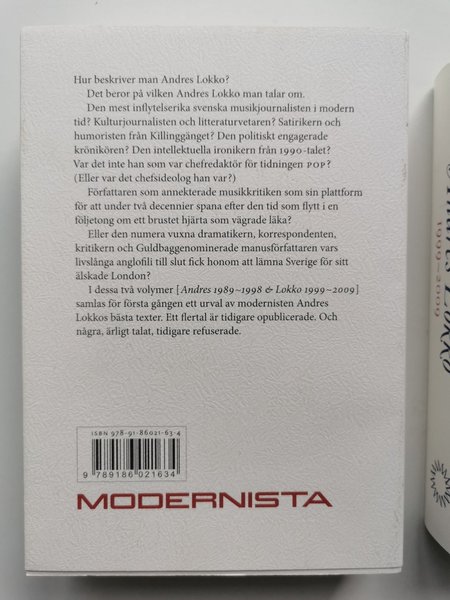 Hur beskriver man Andres Lokko?
Det beror på vilken Andres Lokko man talar om.
Den mest inflytelserika svenska musikjournalisten i modern
tid? Kulturjournalisten och litteraturvetaren? Satirikern och
humoristen från Killinggänget? Den politiskt engagerade
krönikören? Den intellektuella ironikern från 1990-talet?
Var det inte han som var chefredaktör för tidningen POP?
(Eller var det chefsideolog han var?)
Författaren som annekterade musikkritiken som sin plattform
för att under två decennier spana efter den tid som flytt i en
följetong om ett brustet hjärta som vägrade läka?
Eller den numera vuxna dramatikern, korrespondenten,
kritikern och Guldbaggenominerade manusförfattaren vars
livslånga anglofili till slut fick honom att lämna Sverige för sitt
älskade London?
I dessa två volymer [Andres 1989~1998 & Lokko 1999~2009]
samlas för första gången ett urval av modernisten Andres
Lokkos bästa texter. Ett flertal är tidigare opublicerade. Och
några, ärligt talat, tidigare refuserade.
ISBN 978-91-86021-63-4
9 789186 021634
MODERNISTA
Andres Lokko
1999~2009